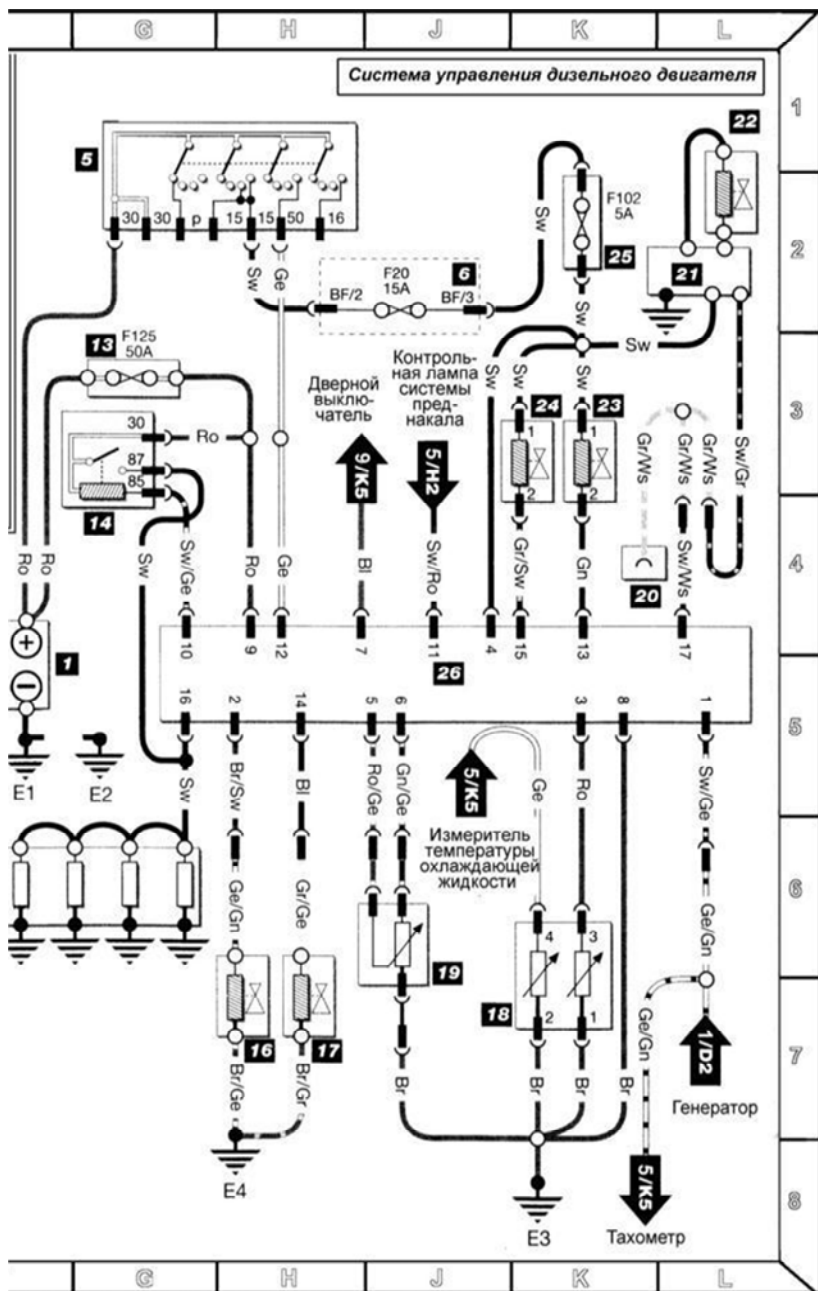 G H J K L
Система управления дизельного двигателя
1
22
5
F102
5A
30 30 p 15 15 50 16
2
Sw
25
21
F20
15A
6
BF/2
BF/3
Sw
Ge
Sw
Sw
13
F125
50A
Дверной
выклю-
чатель
Контроль-
ная лампа
системы
пред-
накала
Sw
Sw
Sw
24
23
3
30
87
85
Ro
1
2
1
2
Gr/Ws
Gr/Ws
Gr/Ws
Sw/Gr
9/K5
5/H2
14
4
Ro
Ro
Sw
Sw/Ge
Ro
Ge
Bl
Sw/Ro
Gr/Sw
Gn
20
Sw/Ws
10
9
12
7
11
4
15
13
17
1
26
5
16
2
14
5
6
3
8
1
E1
E2
Sw
Br/Sw
Bl
Ro/Ge
Gn/Ge
5/K5
Ge
Ro
Sw/Ge
Измеритель
температуры
охлаждающей
жидкости
6
Ge/Gn
Gr/Ge
Ge/Gn
4
3
19
18
2
1
16
17
7
Br/Ge
Br/Gr
Br
Br
Br
Br
Ge/Gn
1/D2
Генератор
E4
E3
5/K5
Тахометр
8
G H J K L